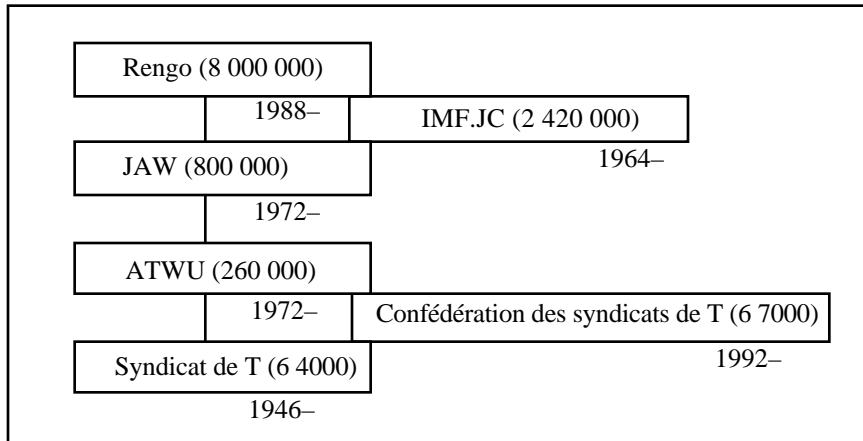 Rengo (8 000 000)
1988–
IMF.JC (2 420 000)
1964–
JAW (800 000)
1972–
ATWU (260 000)
1972–
Confédération des syndicats de T (6 7000)
1992–
Syndicat de T (6 4000)
1946–